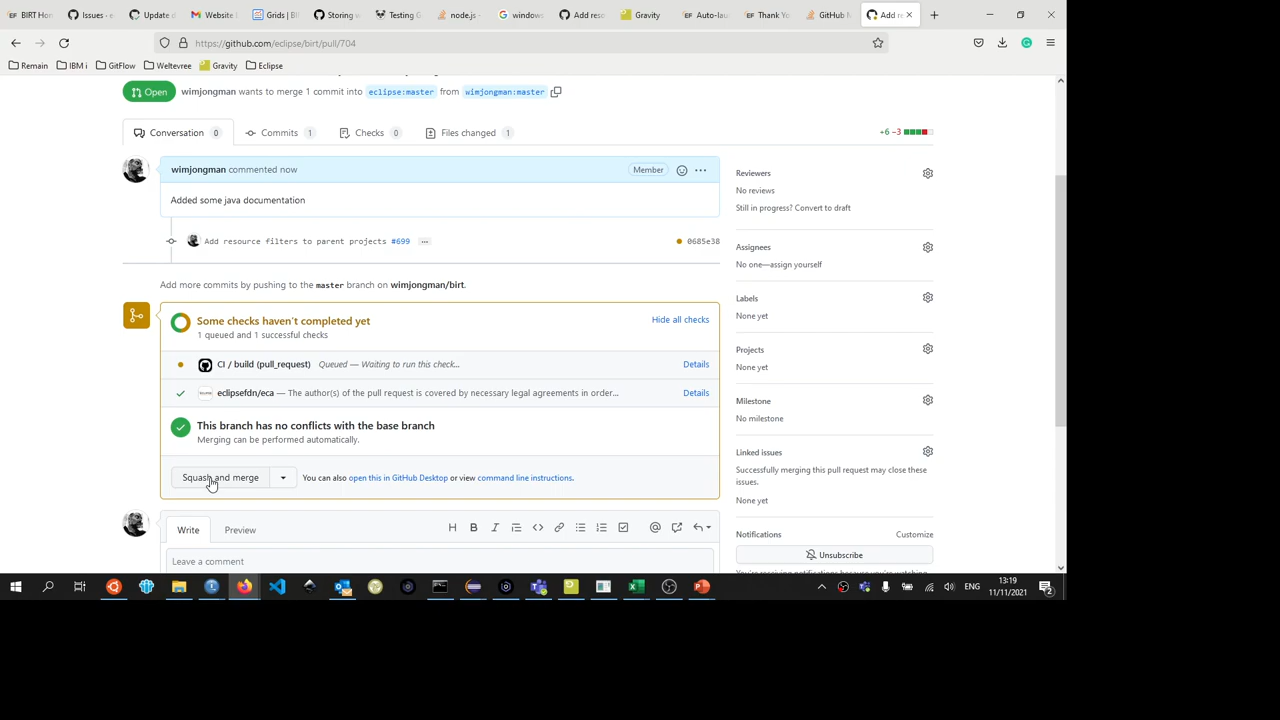 BIRT Hom
Issues · e
Update d
Website
Grids | BI
Storing v
Testing G
node.js -
windows
Add rese
Gravity
Auto-lau
Thank Yo
GitHub N
Add re
https://github.com/eclipse/birt/pull/704
Remain
IBM i
GitFlow
Weltevree
Gravity
Eclipse
Open
wimjongman wants to merge 1 commit into eclipse:master from wimjongman:master
Conversation 0
Commits 1
Checks 0
Files changed 1
+6 −3
wimjongman commented now
Member
Added some java documentation
Add resource filters to parent projects #699 ...
0685e38
Add more commits by pushing to the master branch on wimjongman/birt.
Some checks haven't completed yet
Hide all checks
1 queued and 1 successful checks
CI / build (pull_request) Queued — Waiting to run this check...
Details
eclipsefdn/eca — The author(s) of the pull request is covered by necessary legal agreements in order...
Details
This branch has no conflicts with the base branch
Merging can be performed automatically.
Squash and merge
You can also open this in GitHub Desktop or view command line instructions.
Write
Preview
Leave a comment
Reviewers
No reviews
Still in progress? Convert to draft
Assignees
No one—assign yourself
Labels
None yet
Projects
None yet
Milestone
No milestone
Linked issues
Successfully merging this pull request may close these
issues.
None yet
Notifications
Customize
Unsubscribe
ENG
13:19
11/11/2021
2